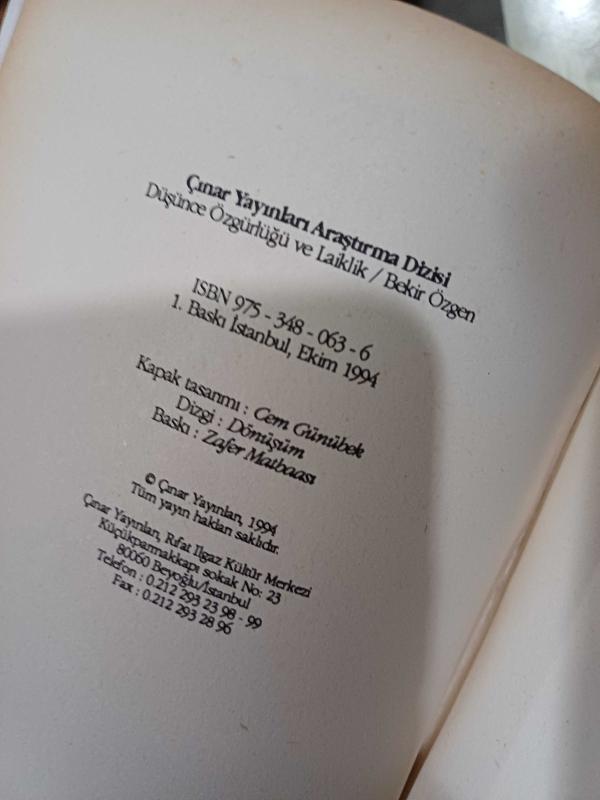 Çınar Yayınları Araştırma Dizisi
Düşünce Özgürlüğü ve Laiklik / Bekir Özgen
ISBN 975 - 348 - 063 - 6
1. Baskı İstanbul, Ekim 1994
Kapak tasarımı : Cem Günübek
Dizgi : Dönüşüm
Baskı : Zafer Matbaası
© Çınar Yayınları, 1994
Tüm yayın hakları saklıdır.
Çınar Yayınları, Rıfat Ilgaz Kültür Merkezi
Küçükparmakkapı sokak No: 23
80060 Beyoğlu/İstanbul
Telefon : 0.212 293 23 98 - 99
Fax : 0.212 293 28 96